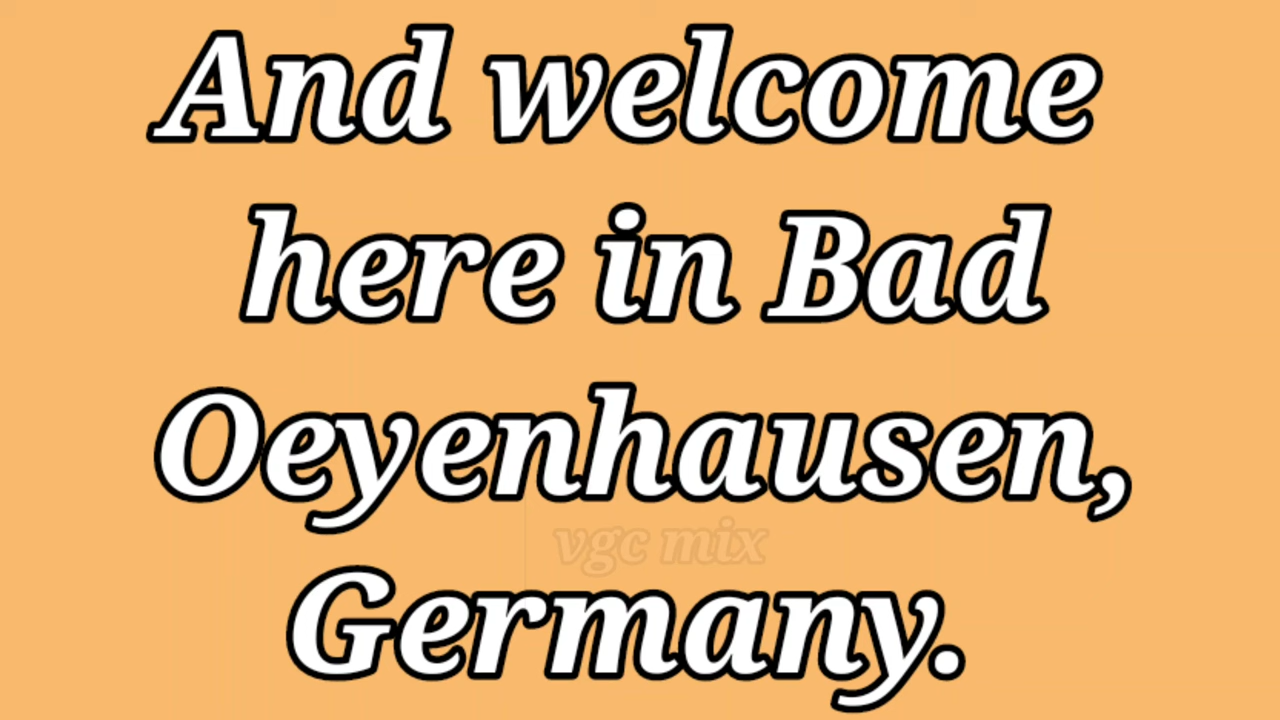 And welcome
here in Bad
Oeyenhausen,
vgc mix
Germany.